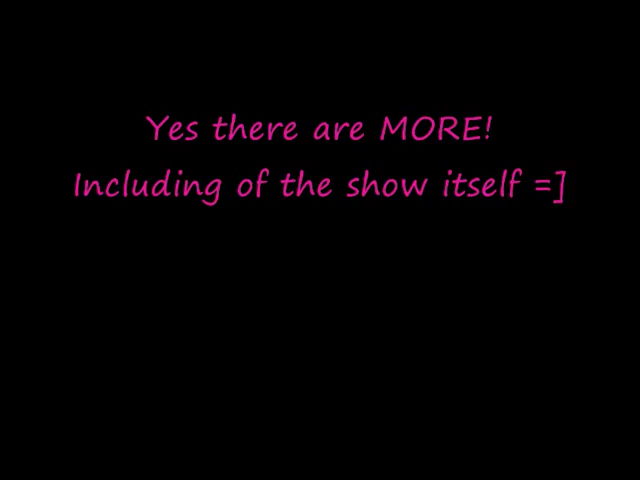 Yes there are MORE!
Including of the show itself =]